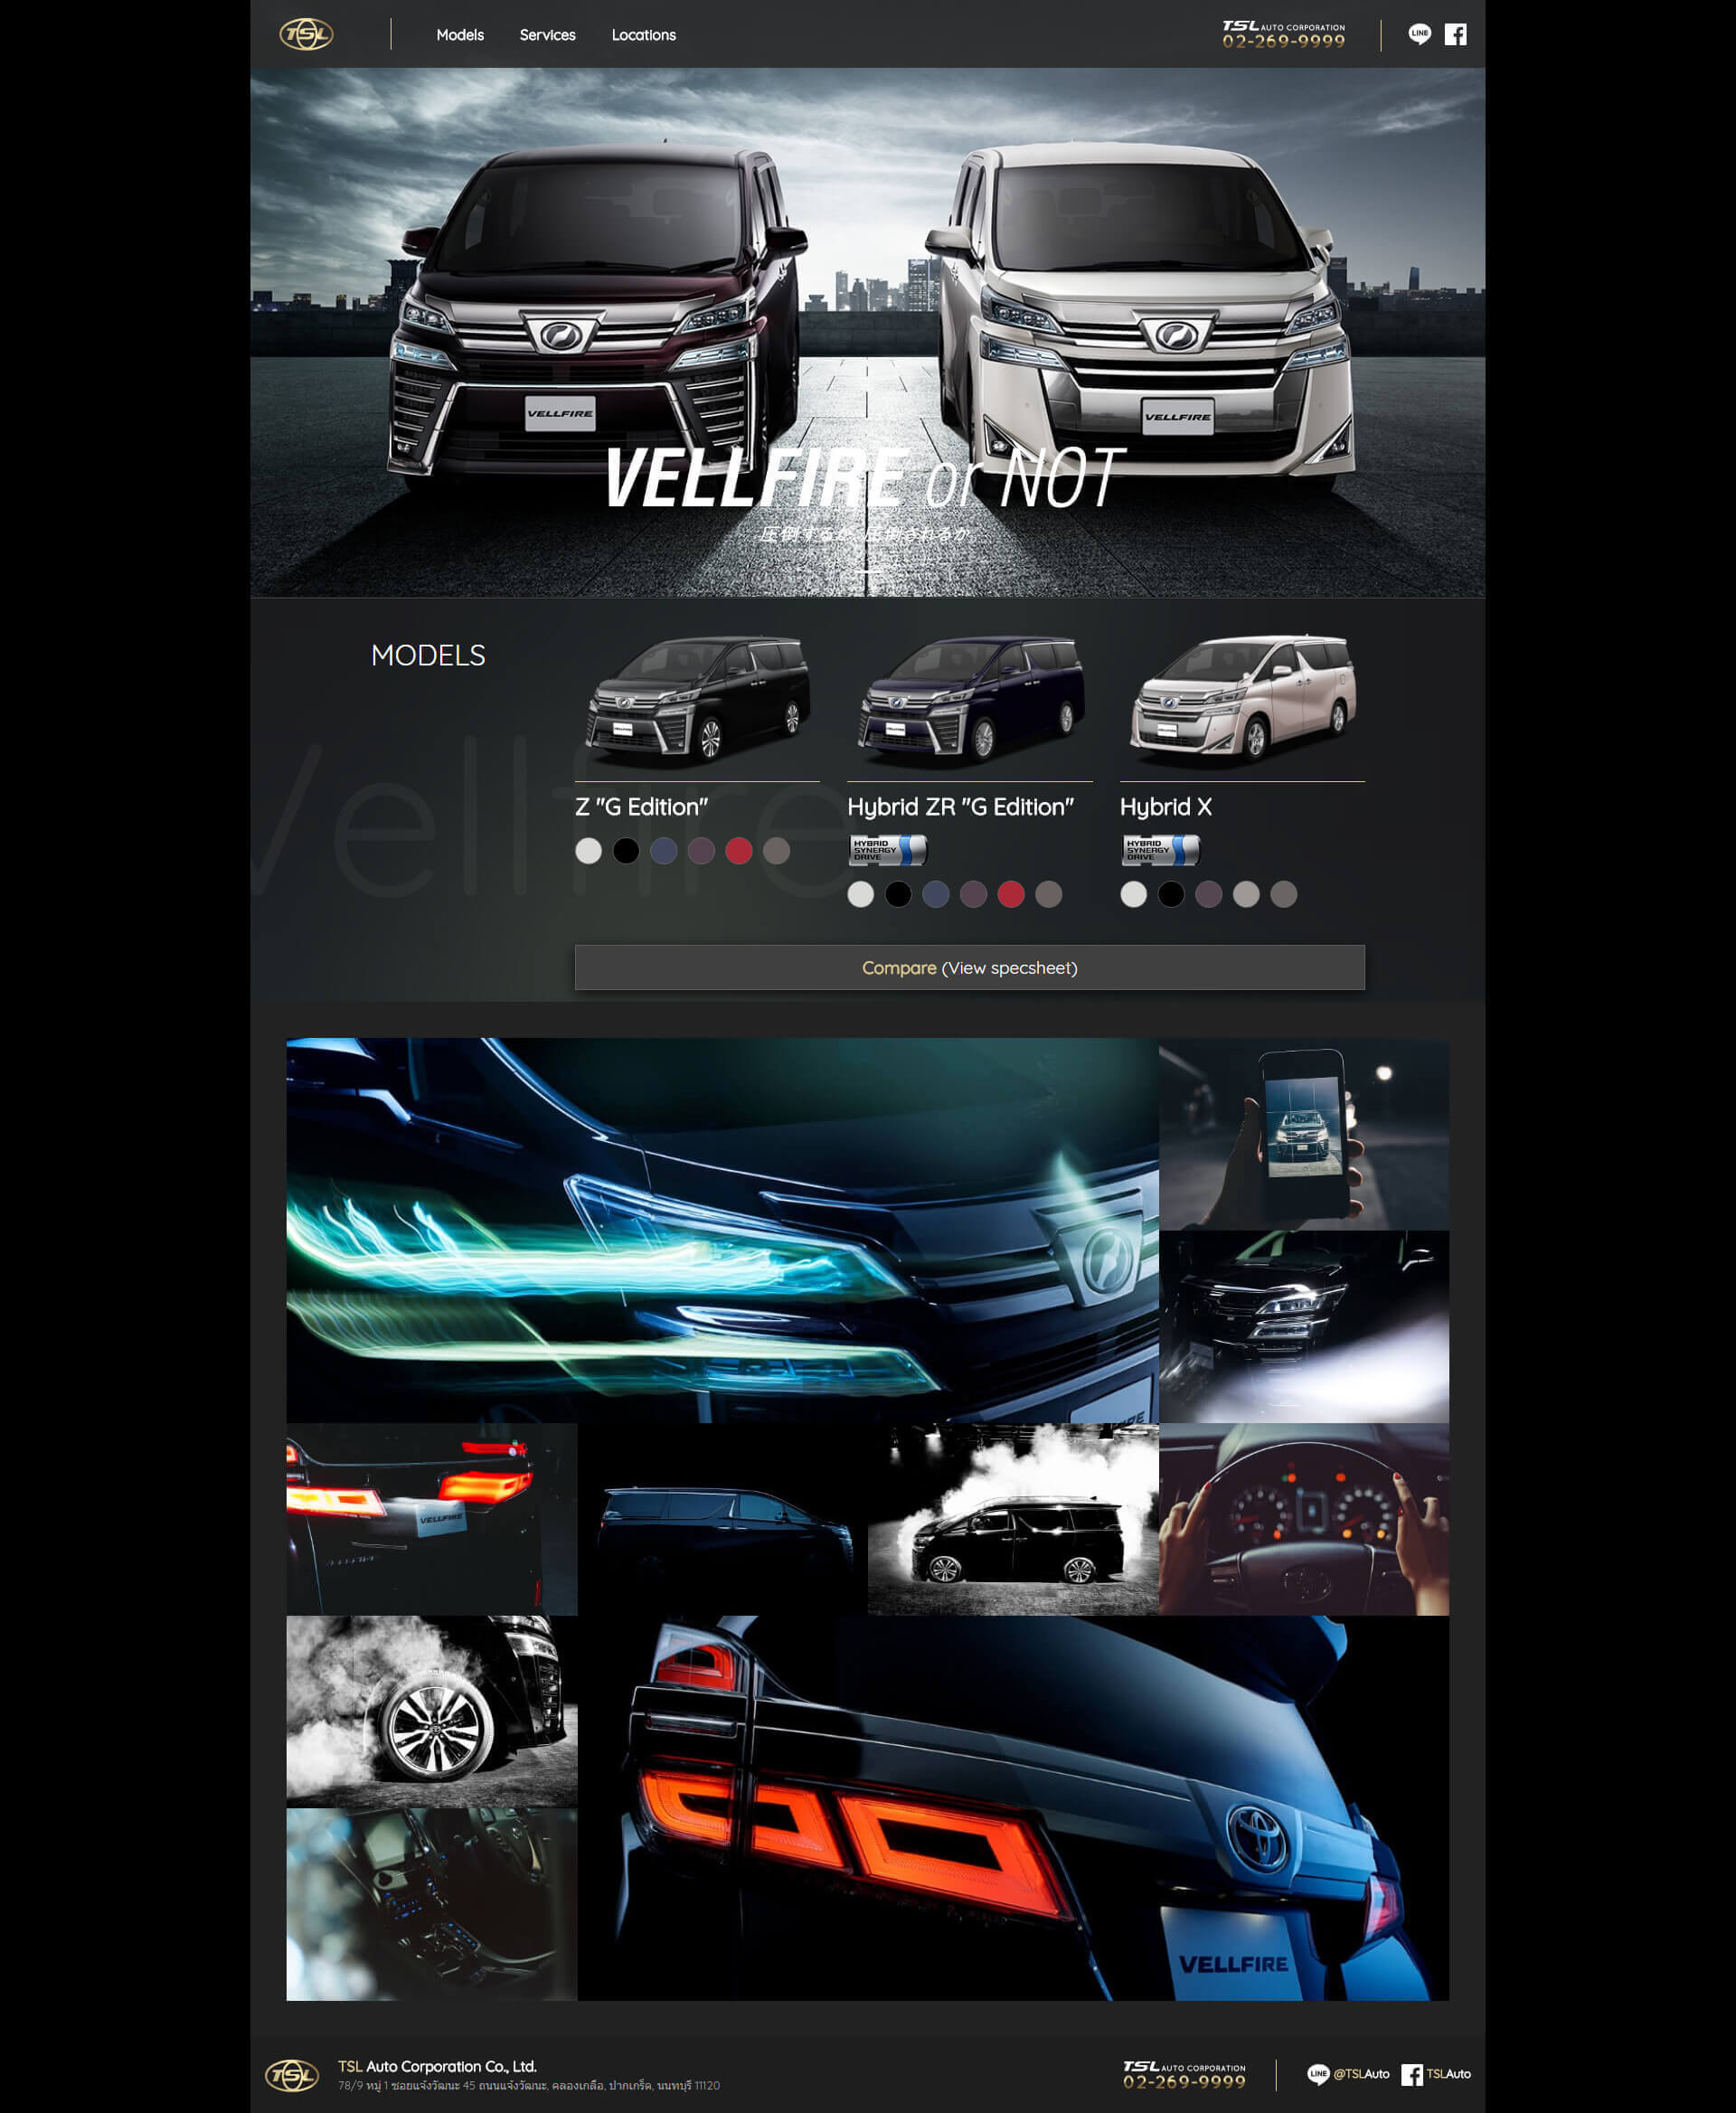 TSL
Models
Services
Locations
TSL AUTO CORPORATION
02-269-9999
LINE
VELLFIRE
VELLFIRE
VELLFIRE or NOT
圧倒するか、圧倒されるか。
MODELS
Vellfire
VELLFIRE
VELLFIRE
VELLFIRE
Z "G Edition"
Hybrid ZR "G Edition"
Hybrid X
HYBRID
SYNERGY
DRIVE
HYBRID
SYNERGY
DRIVE
Compare (View specsheet)
VELLFIRE
VELLFIRE
TSL
TSL Auto Corporation Co., Ltd.
78/9 หมู่ 1 ซอยแจ้งวัฒนะ 45 ถนนแจ้งวัฒนะ, คลองเกลือ, ปากเกร็ด, นนทบุรี 11120
TSL AUTO CORPORATION
02-269-9999
LINE @TSLAuto
TSLAuto